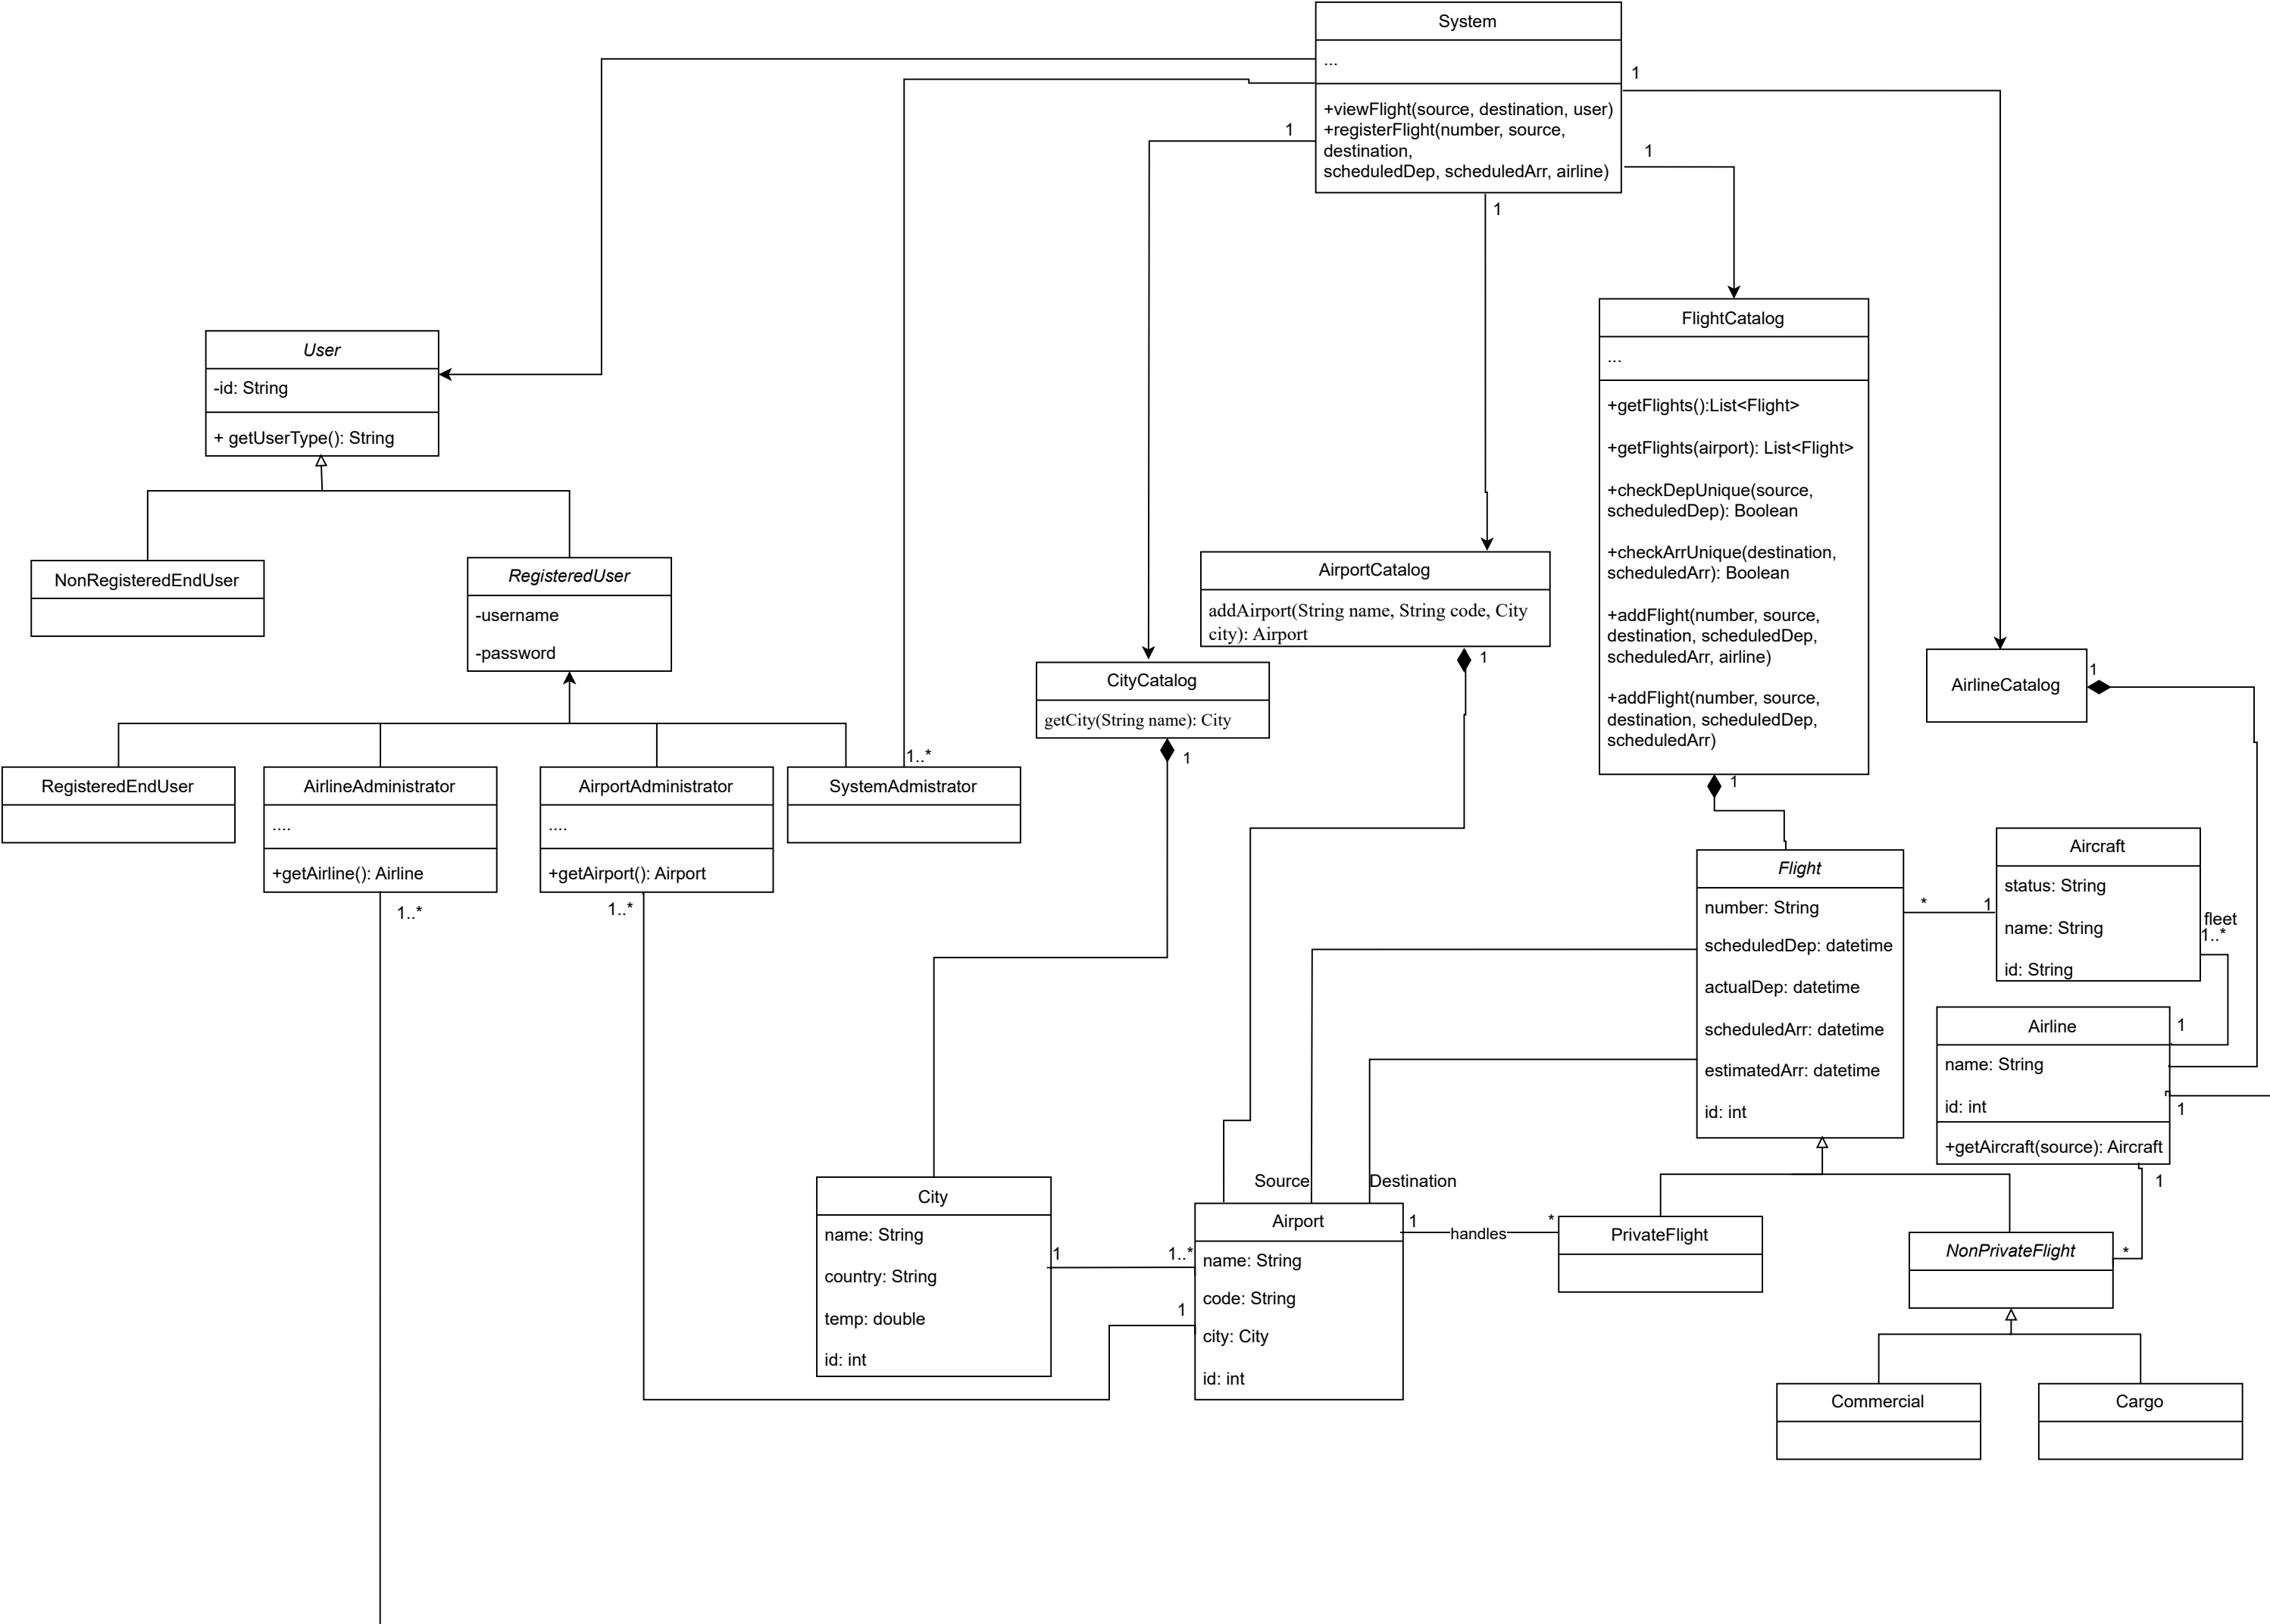 System
...
+viewFlight(source, destination, user)
+registerFlight(number, source,
destination,
scheduledDep, scheduledArr, airline)
1
1
1
1
User
-id: String
+ getUserType(): String
NonRegisteredEndUser
RegisteredUser
-username
-password
RegisteredEndUser
AirlineAdministrator
....
+getAirline(): Airline
1..*
AirportAdministrator
....
+getAirport(): Airport
1..*
SystemAdmistrator
1..*
CityCatalog
getCity(String name): City
1
AirportCatalog
addAirport(String name, String code, City
city): Airport
1
FlightCatalog
...
+getFlights():List<Flight>
+getFlights(airport): List<Flight>
+checkDepUnique(source,
scheduledDep): Boolean
+checkArrUnique(destination,
scheduledArr): Boolean
+addFlight(number, source,
destination, scheduledDep,
scheduledArr, airline)
+addFlight(number, source,
destination, scheduledDep,
scheduledArr)
1
AirlineCatalog
1
Flight
number: String
scheduledDep: datetime
actualDep: datetime
scheduledArr: datetime
estimatedArr: datetime
id: int
*
1
Aircraft
status: String
name: String
id: String
fleet
1..*
Airline
name: String
id: int
+getAircraft(source): Aircraft
1
1
1
City
name: String
country: String
temp: double
id: int
1
1..*
1
Source
Destination
Airport
name: String
code: String
city: City
id: int
1
handles
*
PrivateFlight
NonPrivateFlight
*
Commercial
Cargo